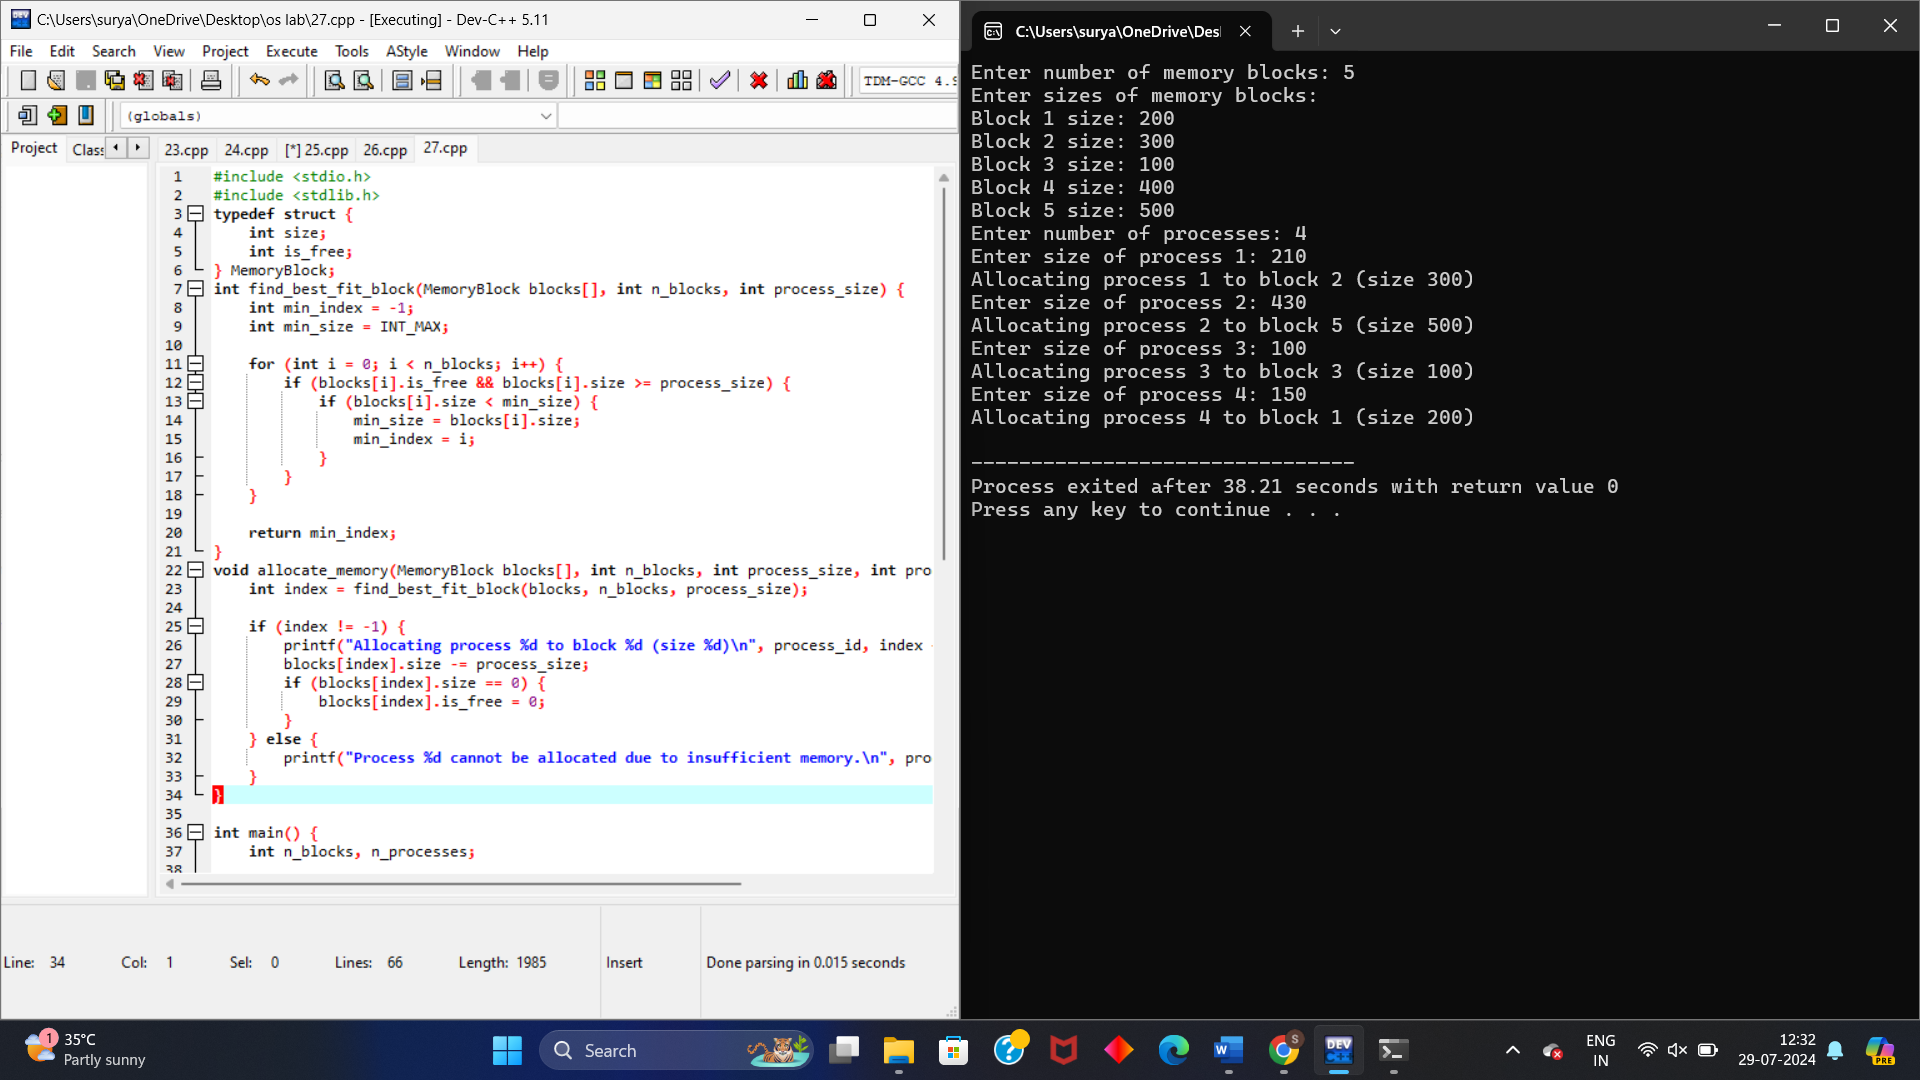 C:\Users\surya\OneDrive\Desktop\os lab\27.cpp - [Executing] - Dev-C++ 5.11
File Edit Search View Project Execute Tools AStyle Window Help
TDM-GCC 4.9
(globals)
Project Class
23.cpp 24.cpp [*] 25.cpp 26.cpp 27.cpp
1 #include <stdio.h>
2 #include <stdlib.h>
3 typedef struct {
4 int size;
5 int is_free;
6 } MemoryBlock;
7 int find_best_fit_block(MemoryBlock blocks[], int n_blocks, int process_size) {
8 int min_index = -1;
9 int min_size = INT_MAX;
10
11 for (int i = 0; i < n_blocks; i++) {
12 if (blocks[i].is_free && blocks[i].size >= process_size) {
13 if (blocks[i].size < min_size) {
14 min_size = blocks[i].size;
15 min_index = i;
16 }
17 }
18 }
19
20 return min_index;
21 }
22 void allocate_memory(MemoryBlock blocks[], int n_blocks, int process_size, int pro
23 int index = find_best_fit_block(blocks, n_blocks, process_size);
24
25 if (index != -1) {
26 printf("Allocating process %d to block %d (size %d)\n", process_id, index
27 blocks[index].size -= process_size;
28 if (blocks[index].size == 0) {
29 blocks[index].is_free = 0;
30 }
31 } else {
32 printf("Process %d cannot be allocated due to insufficient memory.\n", pro
33 }
34 }
35
36 int main() {
37 int n_blocks, n_processes;
38
Line: 34 Col: 1 Sel: 0 Lines: 66 Length: 1985 Insert Done parsing in 0.015 seconds
C:\Users\surya\OneDrive\Des
Enter number of memory blocks: 5
Enter sizes of memory blocks:
Block 1 size: 200
Block 2 size: 300
Block 3 size: 100
Block 4 size: 400
Block 5 size: 500
Enter number of processes: 4
Enter size of process 1: 210
Allocating process 1 to block 2 (size 300)
Enter size of process 2: 430
Allocating process 2 to block 5 (size 500)
Enter size of process 3: 100
Allocating process 3 to block 3 (size 100)
Enter size of process 4: 150
Allocating process 4 to block 1 (size 200)
--------------------------------
Process exited after 38.21 seconds with return value 0
Press any key to continue . . .
1
35°C
Partly sunny
Search
S
DEV
C++
ENG
IN
12:32
29-07-2024
PRE